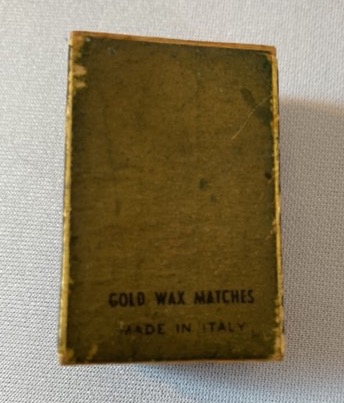 GOLD WAX MATCHES
MADE IN ITALY